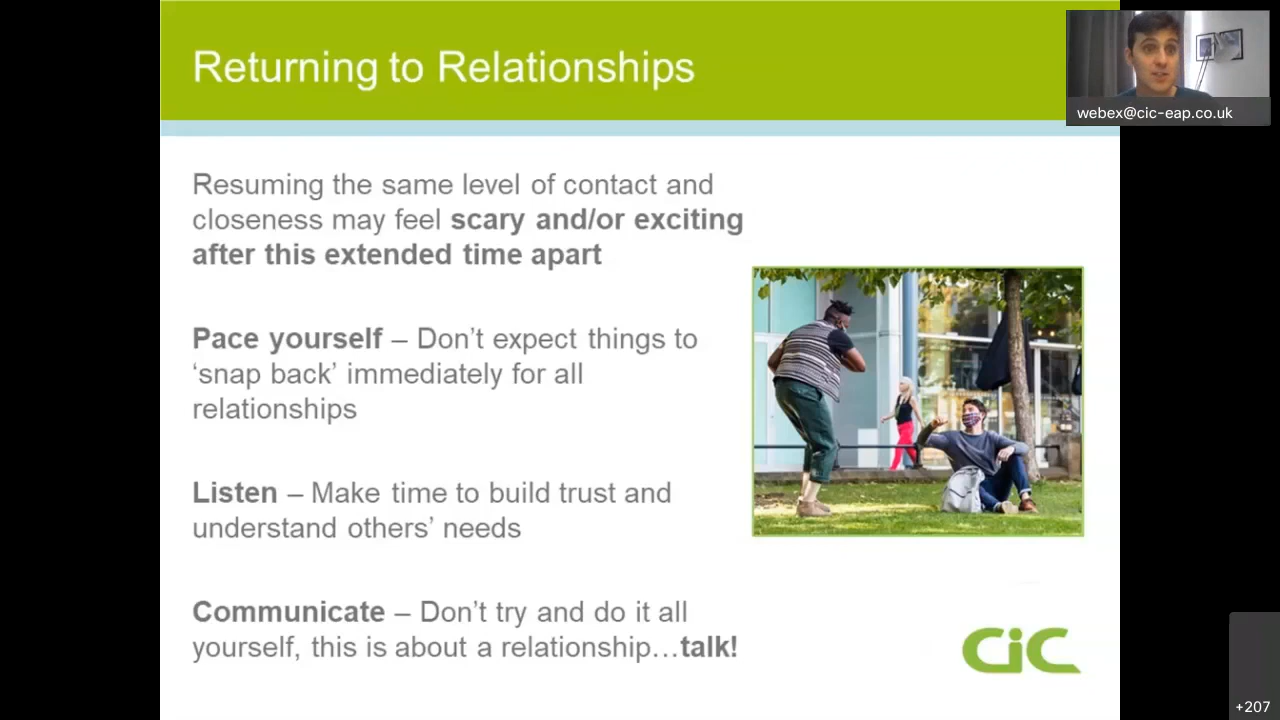 Returning to Relationships
webex@cic-eap.co.uk
Resuming the same level of contact and
closeness may feel scary and/or exciting
after this extended time apart
Pace yourself – Don’t expect things to
‘snap back’ immediately for all
relationships
Listen – Make time to build trust and
understand others’ needs
Communicate – Don’t try and do it all
yourself, this is about a relationship…talk!
CiC
+207